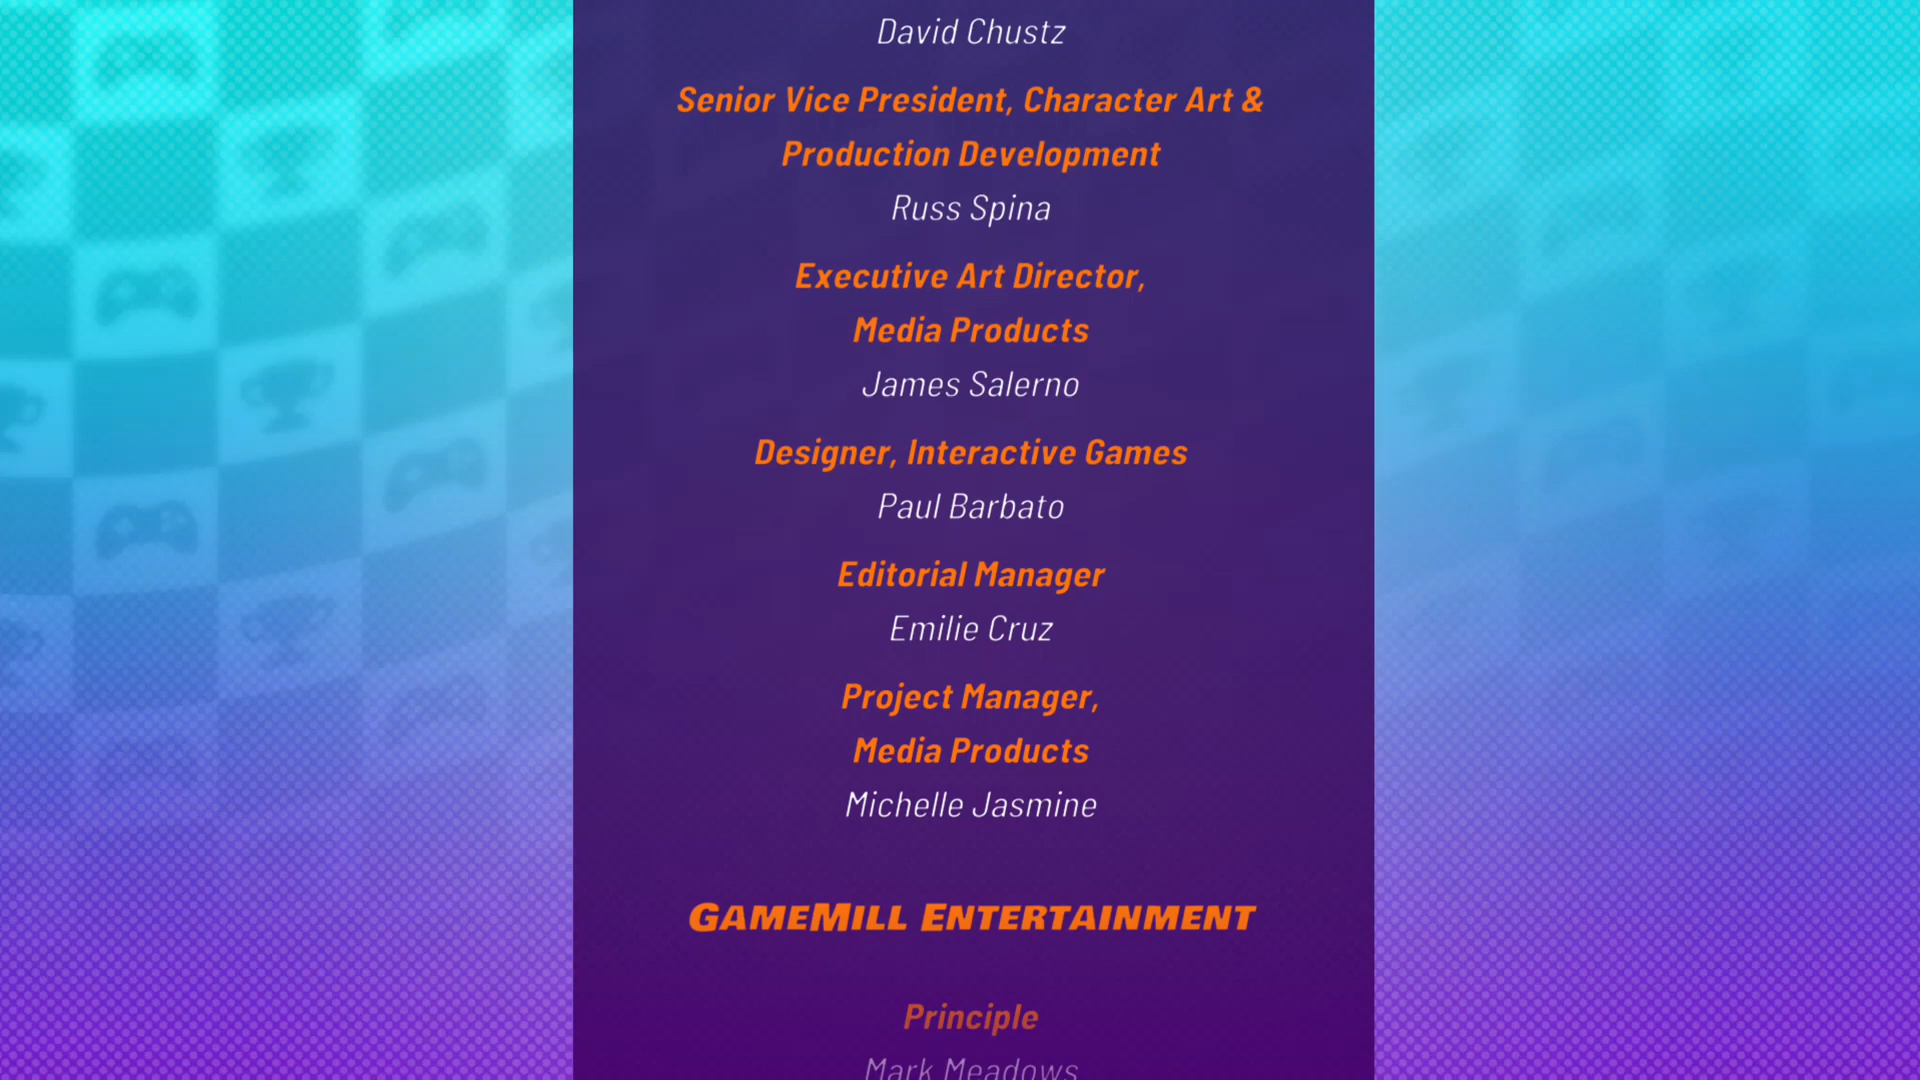 David Chustz
Senior Vice President, Character Art &
Production Development
Russ Spina
Executive Art Director,
Media Products
James Salerno
Designer, Interactive Games
Paul Barbato
Editorial Manager
Emilie Cruz
Project Manager,
Media Products
Michelle Jasmine
GAMEMILL ENTERTAINMENT
Principle
Mark Meadows